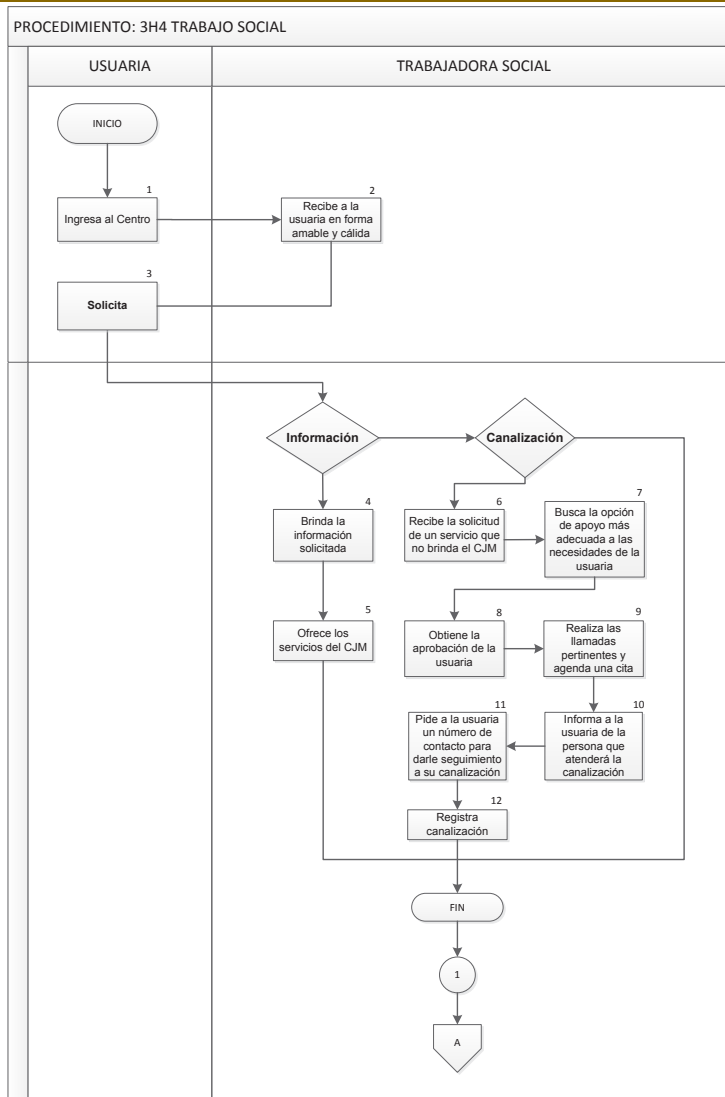 PROCEDIMIENTO: 3H4 TRABAJO SOCIAL
USUARIA
TRABAJADORA SOCIAL
INICIO
1
Ingresa al Centro
2
Recibe a la
usuaria en forma
amable y cálida
3
Solicita
Información
Canalización
4
Brinda la
información
solicitada
5
Ofrece los
servicios del CJM
6
Recibe la solicitud
de un servicio que
no brinda el CJM
7
Busca la opción
de apoyo más
adecuada a las
necesidades de la
usuaria
8
Obtiene la
aprobación de la
usuaria
9
Realiza las
llamadas
pertinentes y
agenda una cita
10
Informa a la
usuaria de la
persona que
atenderá la
canalización
11
Pide a la usuaria
un número de
contacto para
darle seguimiento
a su canalización
12
Registra
canalización
FIN
1
A